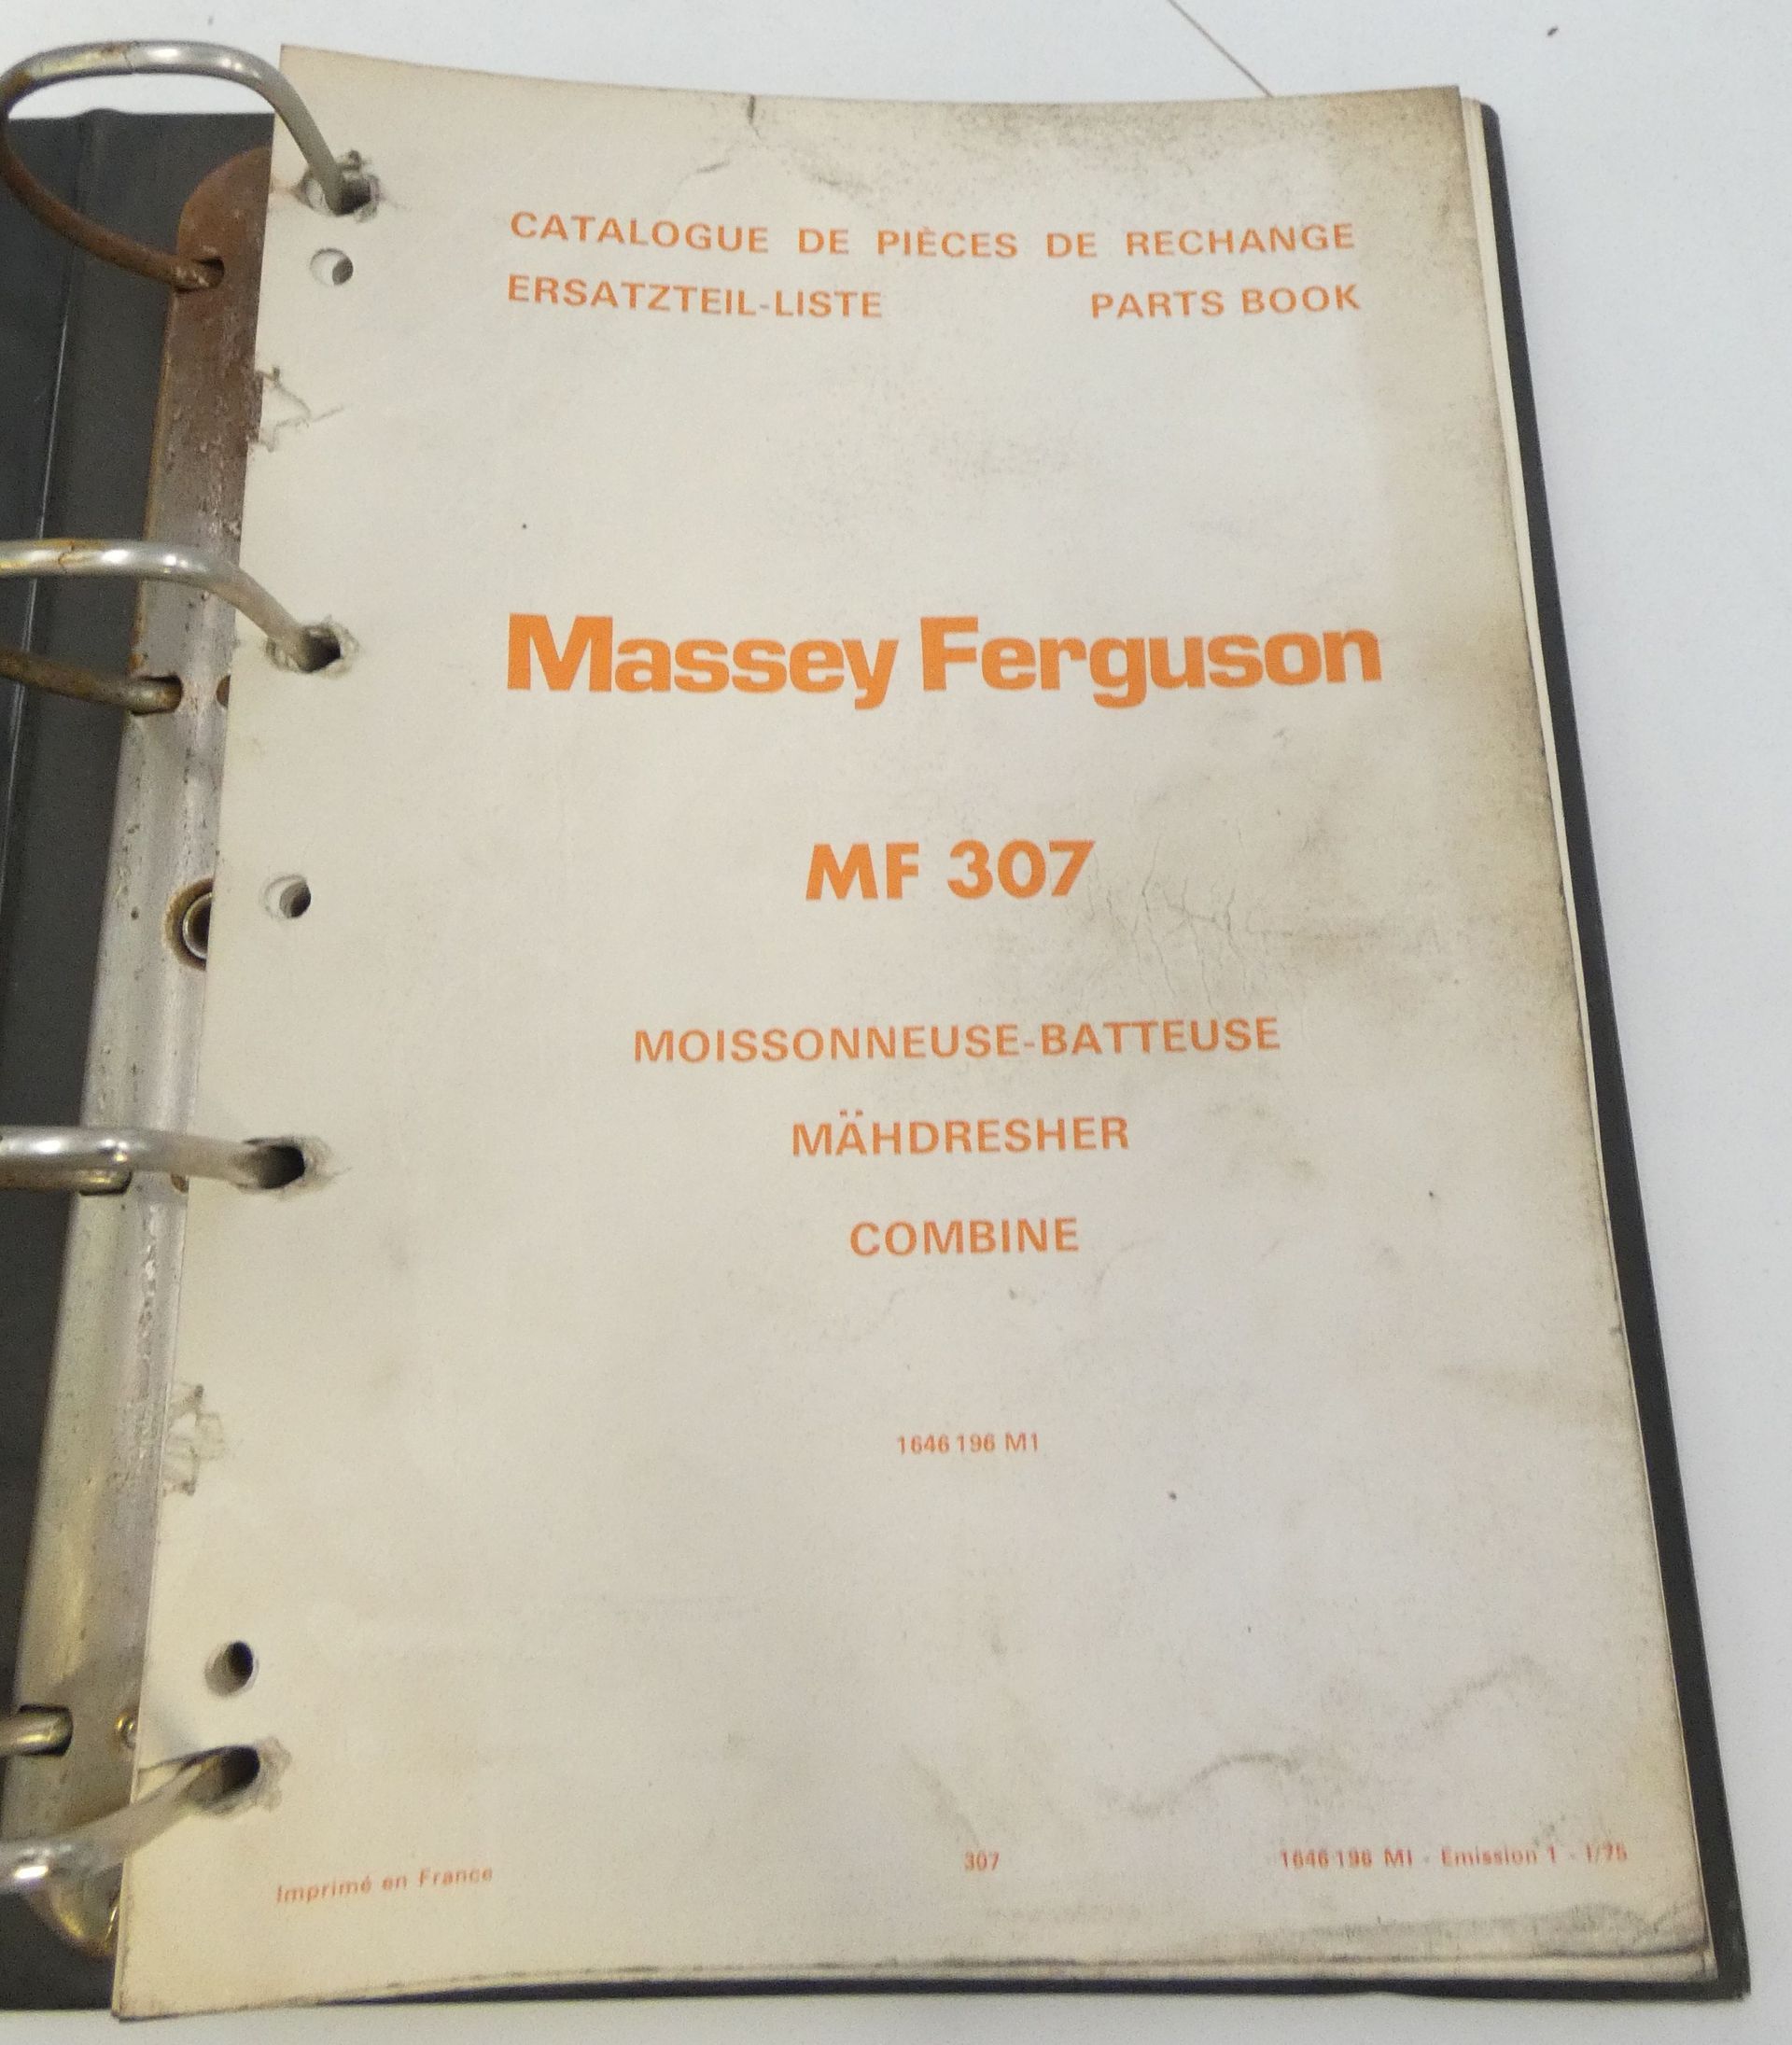 CATALOGUE DE PIÈCES DE RECHANGE
ERSATZTEIL-LISTE PARTS BOOK
Massey Ferguson
MF 307
MOISSONNEUSE-BATTEUSE
MÄHDRESHER
COMBINE
1646 196 M1
Imprimé en France 307 1646 196 M1 - Emission 1 - 1/75